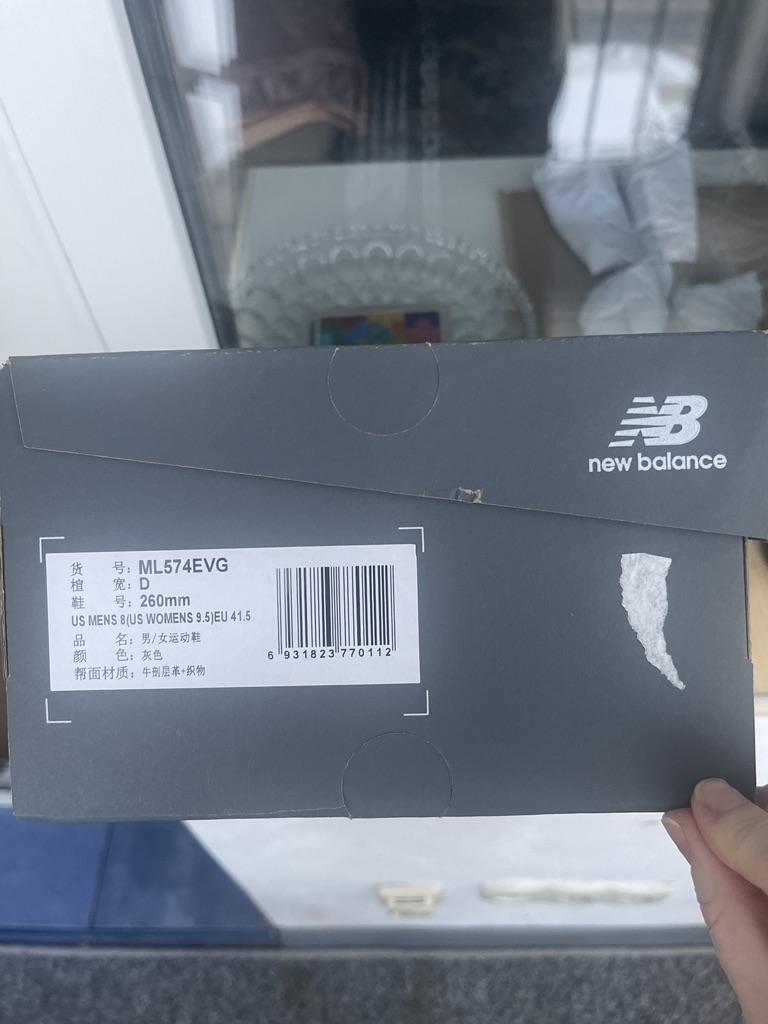 NB
new balance
货 号: ML574EVG
楦 宽: D
鞋 号: 260mm
US MENS 8(US WOMENS 9.5)EU 41.5
品 名: 男/女运动鞋
颜 色: 灰色
帮面材质: 牛剖层革+织物
6 931823 770112